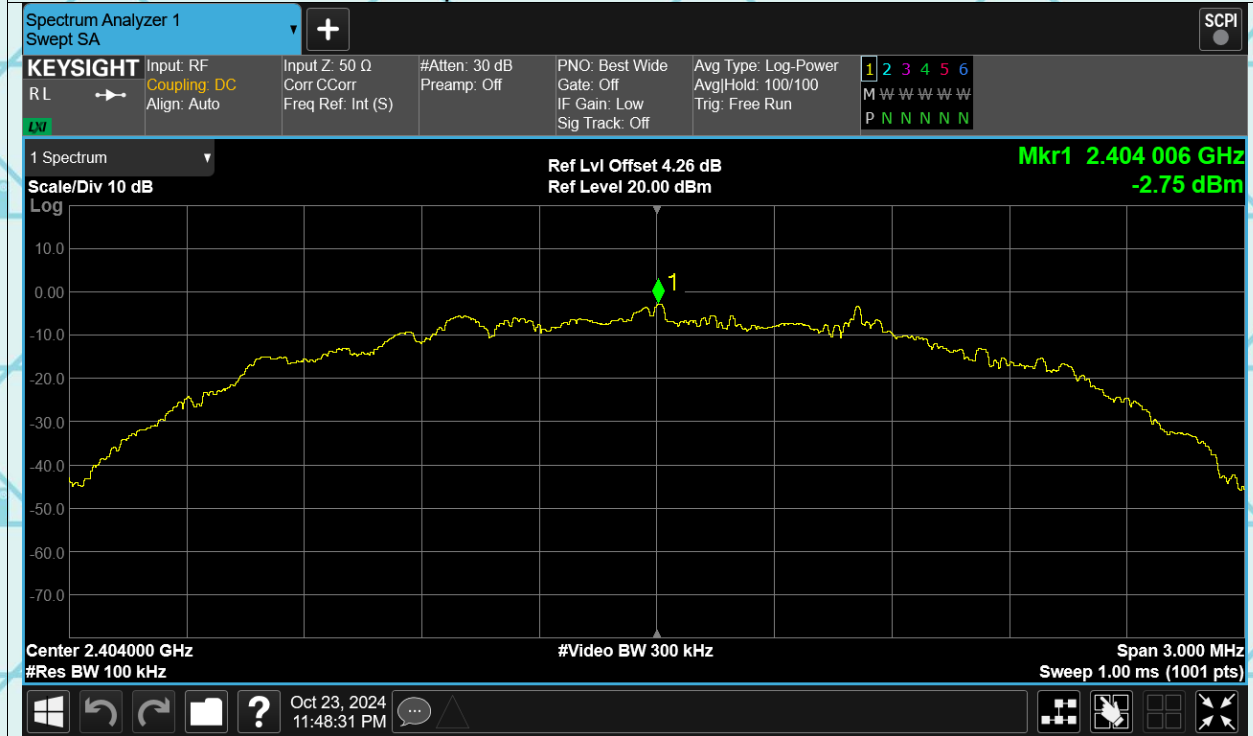 Spectrum Analyzer 1
Swept SA
+
SCPI
KEYSIGHT
R L
LXI
Input: RF
Coupling: DC
Align: Auto
Input Z: 50 Ω
Corr CCorr
Freq Ref: Int (S)
#Atten: 30 dB
Preamp: Off
PNO: Best Wide
Gate: Off
IF Gain: Low
Sig Track: Off
Avg Type: Log-Power
Avg|Hold: 100/100
Trig: Free Run
1 2 3 4 5 6
M W W W W W
P N N N N N
1 Spectrum
Scale/Div 10 dB
Log
Ref Lvl Offset 4.26 dB
Ref Level 20.00 dBm
Mkr1 2.404 006 GHz
-2.75 dBm
1
10.0
0.00
-10.0
-20.0
-30.0
-40.0
-50.0
-60.0
-70.0
Center 2.404000 GHz
#Res BW 100 kHz
#Video BW 300 kHz
Span 3.000 MHz
Sweep 1.00 ms (1001 pts)
?
Oct 23, 2024
11:48:31 PM